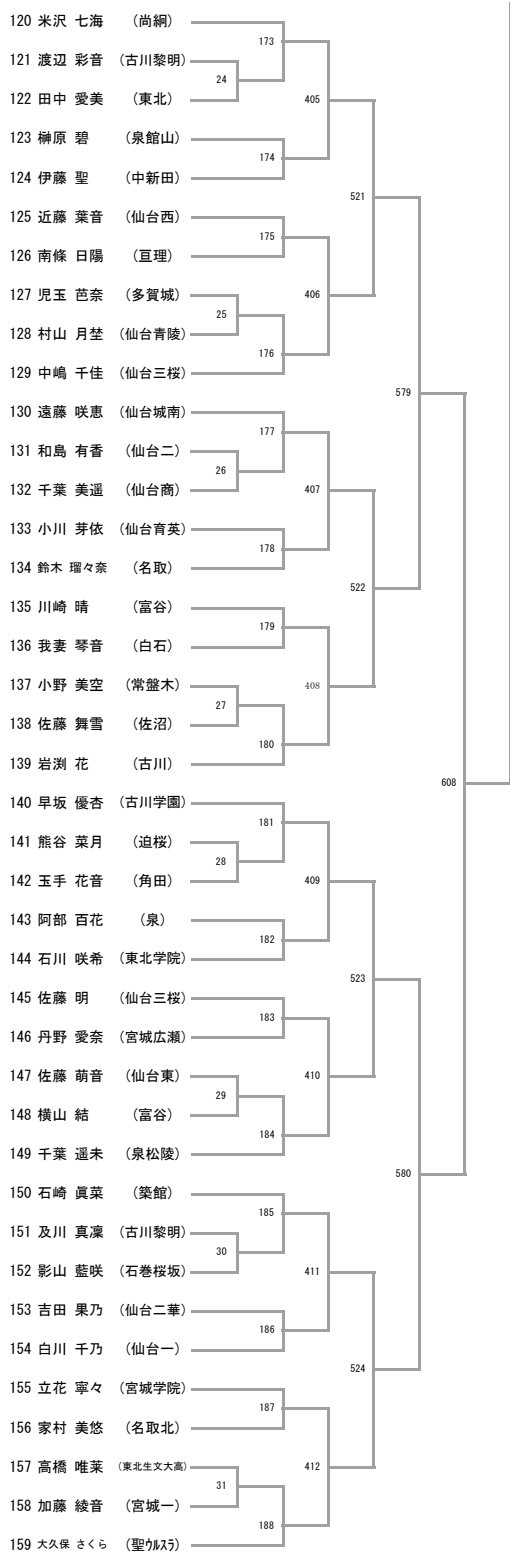 120 米沢 七海 (尚絅)
173
121 渡辺 彩音 (古川黎明)
24
122 田中 愛美 (東北)
405
123 榊原 碧 (泉館山)
174
124 伊藤 聖 (中新田)
521
125 近藤 葉音 (仙台西)
175
126 南條 日陽 (亘理)
406
127 児玉 芭奈 (多賀城)
25
128 村山 月埜 (仙台青陵)
176
129 中嶋 千佳 (仙台三桜)
579
130 遠藤 咲恵 (仙台城南)
177
131 和島 有香 (仙台二)
26
132 千葉 美遥 (仙台商)
407
133 小川 芽依 (仙台育英)
178
134 鈴木 瑠々奈 (名取)
522
135 川崎 晴 (富谷)
179
136 我妻 琴音 (白石)
408
137 小野 美空 (常盤木)
27
138 佐藤 舞雪 (佐沼)
180
139 岩渕 花 (古川)
608
140 早坂 優杏 (古川学園)
181
141 熊谷 菜月 (迫桜)
28
142 玉手 花音 (角田)
409
143 阿部 百花 (泉)
182
144 石川 咲希 (東北学院)
523
145 佐藤 明 (仙台三桜)
183
146 丹野 愛奈 (宮城広瀬)
410
147 佐藤 萌音 (仙台東)
29
148 横山 結 (富谷)
184
149 千葉 遥未 (泉松陵)
580
150 石崎 眞菜 (築館)
185
151 及川 真凜 (古川黎明)
30
152 影山 藍咲 (石巻桜坂)
411
153 吉田 果乃 (仙台二華)
186
154 白川 千乃 (仙台一)
524
155 立花 寧々 (宮城学院)
187
156 家村 美悠 (名取北)
412
157 高橋 唯莱 (東北生文大高)
31
158 加藤 綾音 (宮城一)
188
159 大久保 さくら (聖ウルスラ)